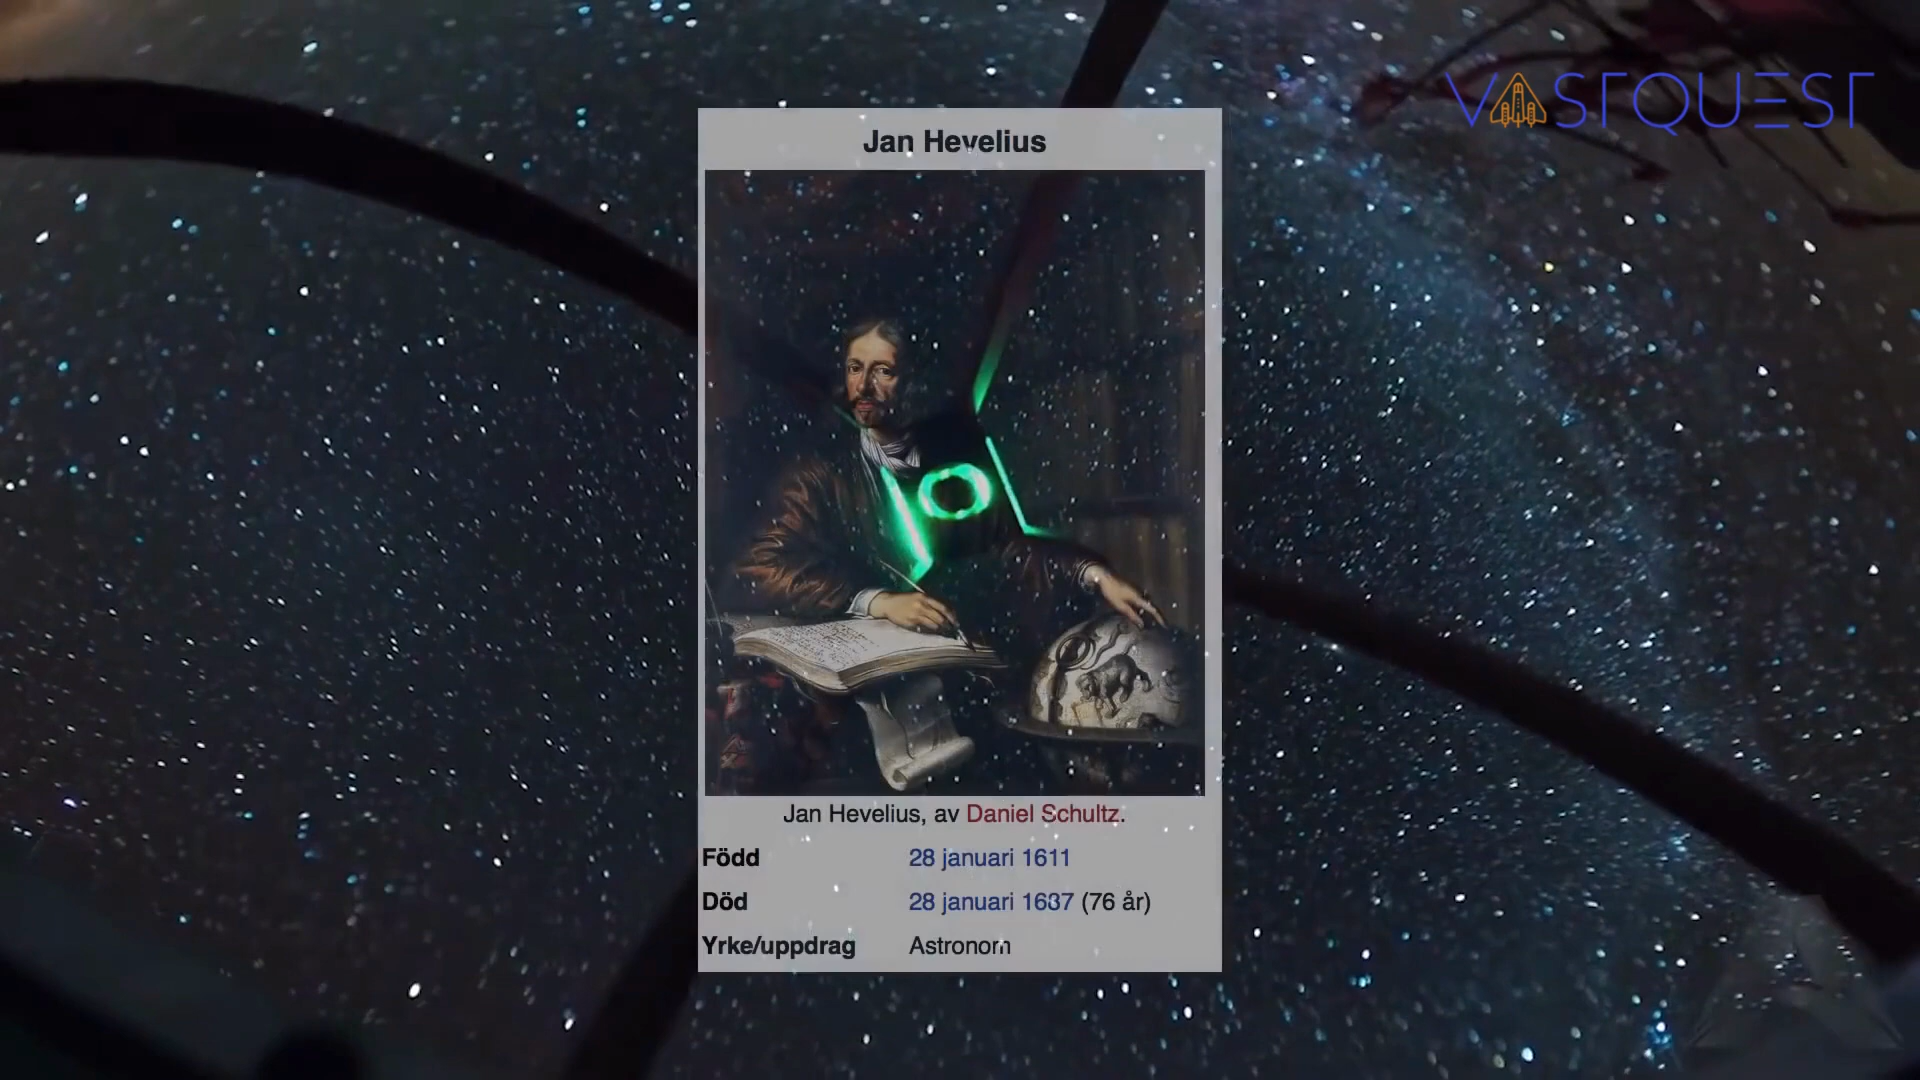 VASTQUEST
Jan Hevelius
Jan Hevelius, av Daniel Schultz.
Född 28 januari 1611
Död 28 januari 1687 (76 år)
Yrke/uppdrag Astronom